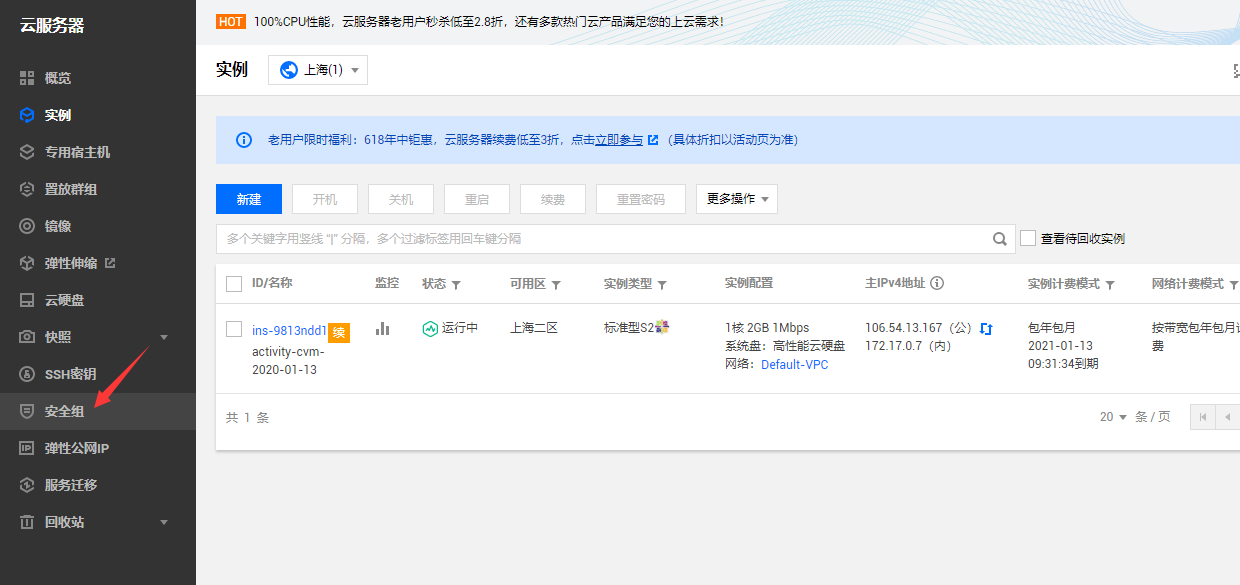 云服务器
概览
实例
专用宿主机
置放群组
镜像
弹性伸缩
云硬盘
快照
SSH密钥
安全组
弹性公网IP
服务迁移
回收站
HOT 100%CPU性能，云服务器老用户秒杀低至2.8折，还有多款热门云产品满足您的上云需求！
实例 上海(1)
老用户限时福利：618年中钜惠，云服务器续费低至3折，点击立即参与 （具体折扣以活动页为准）
新建 开机 关机 重启 续费 重置密码 更多操作
多个关键字用竖线 "|" 分隔，多个过滤标签用回车键分隔 查看待回收实例
ID/名称 监控 状态 可用区 实例类型 实例配置 主IPv4地址 实例计费模式 网络计费模式
ins-9813ndd1 续
activity-cvm-
2020-01-13
运行中
上海二区
标准型S2
1核 2GB 1Mbps
系统盘：高性能云硬盘
网络：Default-VPC
106.54.13.167（公）
172.17.0.7（内）
包年包月
2021-01-13
09:31:34到期
按带宽包年包月
费
共 1 条
20 条 / 页